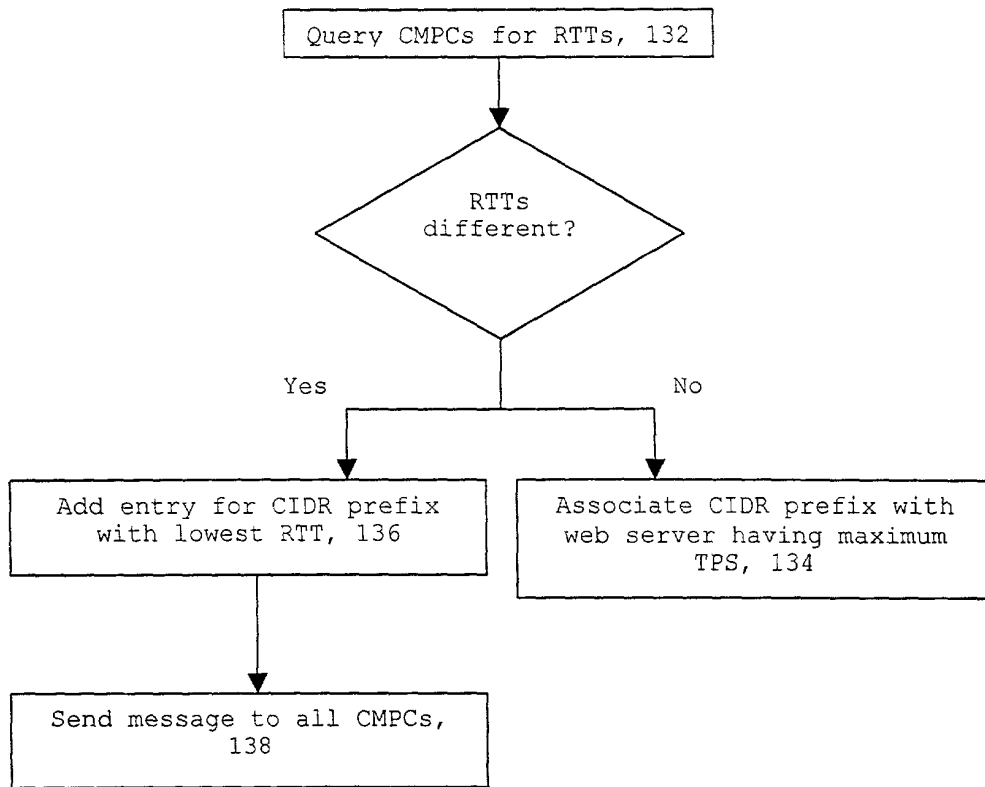 Query CMPCs for RTTs, 132
RTTs
different?
Yes
No
Add entry for CIDR prefix
with lowest RTT, 136
Associate CIDR prefix with
web server having maximum
TPS, 134
Send message to all CMPCs,
138